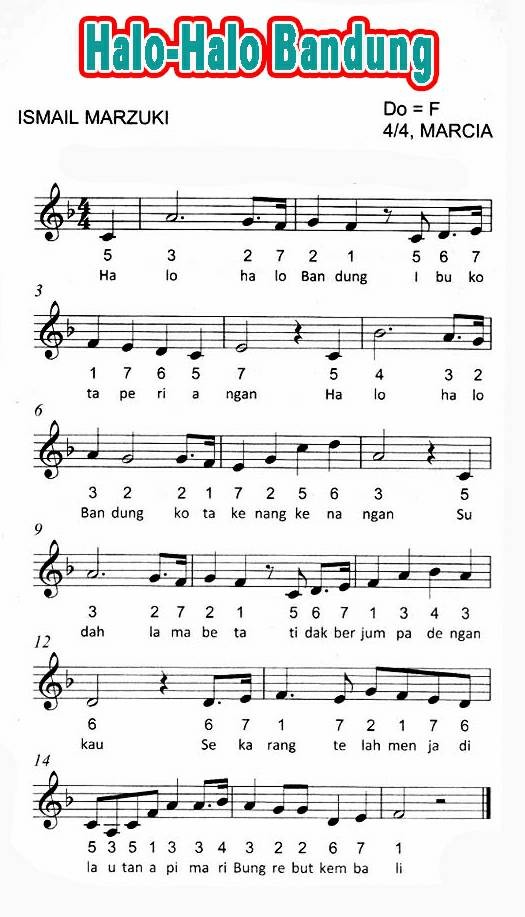 Halo-Halo Bandung
ISMAIL MARZUKI
Do = F
4/4, MARCIA
4
4
5 3 2 7 2 1 5 6 7
Ha lo ha lo Ban dung I bu ko
3
1 7 6 5 7 5 4 3 2
ta pe ri a ngan Ha lo ha lo
6
3 2 2 1 7 2 5 6 3 5
Ban dung ko ta ke nang ke na ngan Su
9
3 2 7 2 1 5 6 7 1 3 4 3
dah la ma be ta ti dak ber jum pa de ngan
12
6 6 7 1 7 2 1 7 6
kau Se ka rang te lah men ja di
14
5 3 5 1 3 3 4 3 2 2 6 6 7 1
la u tan a pi ma ri Bung re but kem ba li